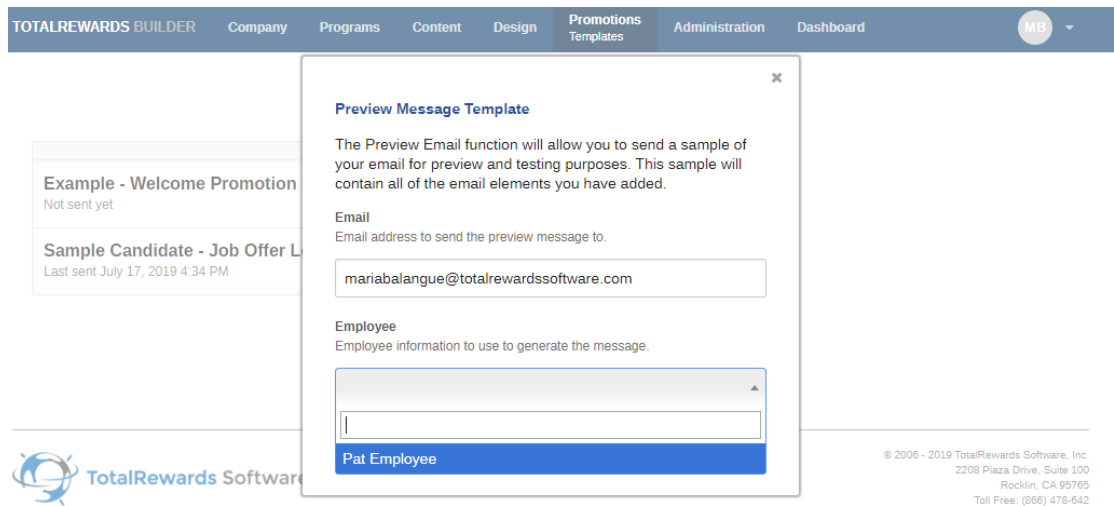 TOTALREWARDS BUILDER Company Programs Content Design Promotions Administration Dashboard MB
Templates
×
Preview Message Template
The Preview Email function will allow you to send a sample of
your email for preview and testing purposes. This sample will
contain all of the email elements you have added.
Example - Welcome Promotion
Not sent yet
Email
Email address to send the preview message to.
Sample Candidate - Job Offer L
Last sent July 17, 2019 4:34 PM
mariabalangue@totalrewardssoftware.com
Employee
Employee information to use to generate the message.
Pat Employee
TotalRewards Software
© 2006 - 2019 TotalRewards Software, Inc.
2208 Plaza Drive, Suite 100
Rocklin, CA 95765
Toll Free: (866) 478-642